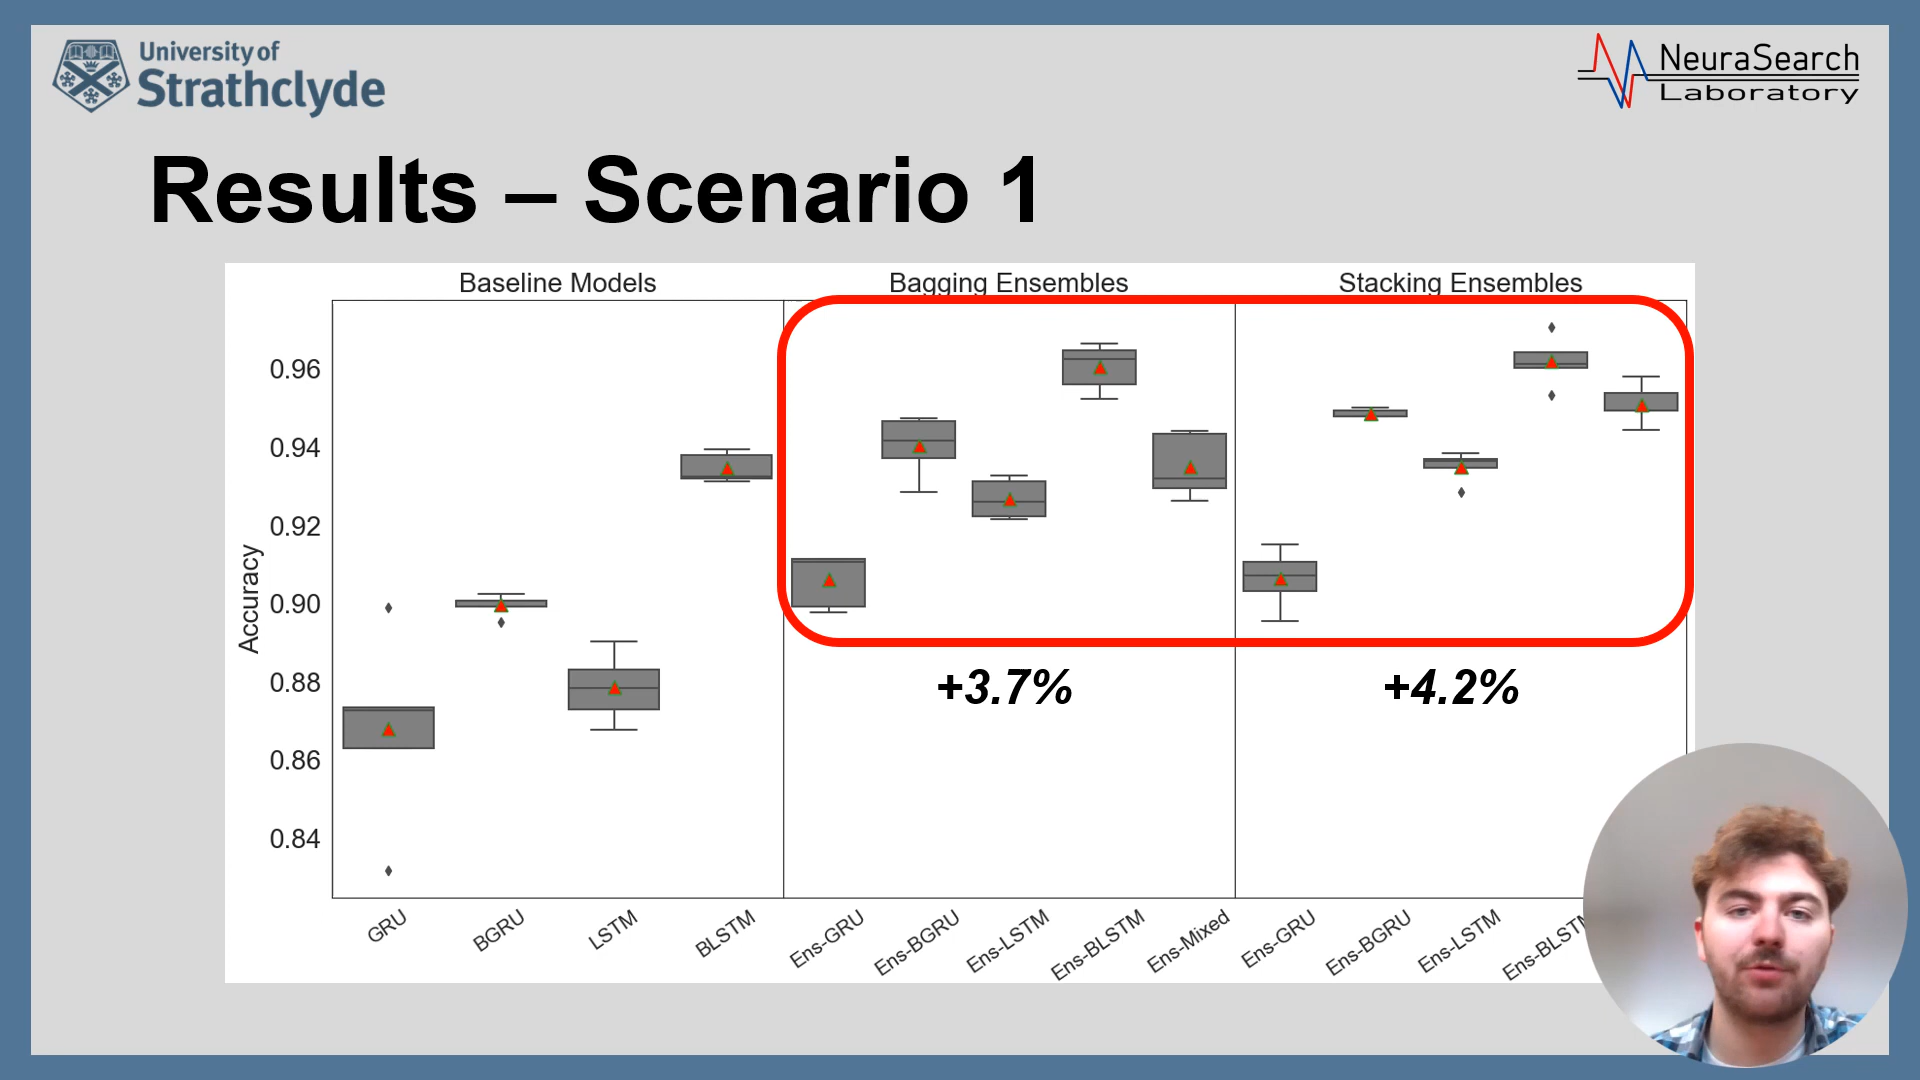 University of
Strathclyde
NeuraSearch
Laboratory
Results – Scenario 1
Baseline Models
Bagging Ensembles
Stacking Ensembles
Accuracy
0.96
0.94
0.92
0.90
0.88
0.86
0.84
+3.7%
+4.2%
GRU
BGRU
LSTM
BLSTM
Ens-GRU
Ens-BGRU
Ens-LSTM
Ens-BLSTM
Ens-Mixed
Ens-GRU
Ens-BGRU
Ens-LSTM
Ens-BLSTM